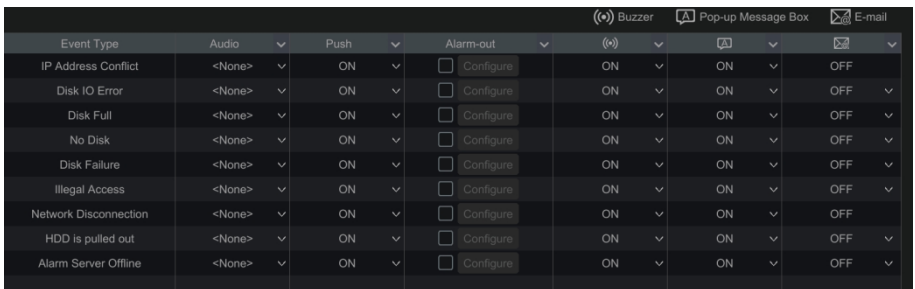 Buzzer Pop-up Message Box E-mail
Event Type Audio Push Alarm-out
IP Address Conflict <None> ON Configure ON ON OFF
Disk IO Error <None> ON Configure ON ON OFF
Disk Full <None> ON Configure ON ON OFF
No Disk <None> ON Configure ON ON OFF
Disk Failure <None> ON Configure ON ON OFF
Illegal Access <None> ON Configure ON ON OFF
Network Disconnection <None> ON Configure ON ON OFF
HDD is pulled out <None> ON Configure ON ON OFF
Alarm Server Offline <None> ON Configure ON ON OFF